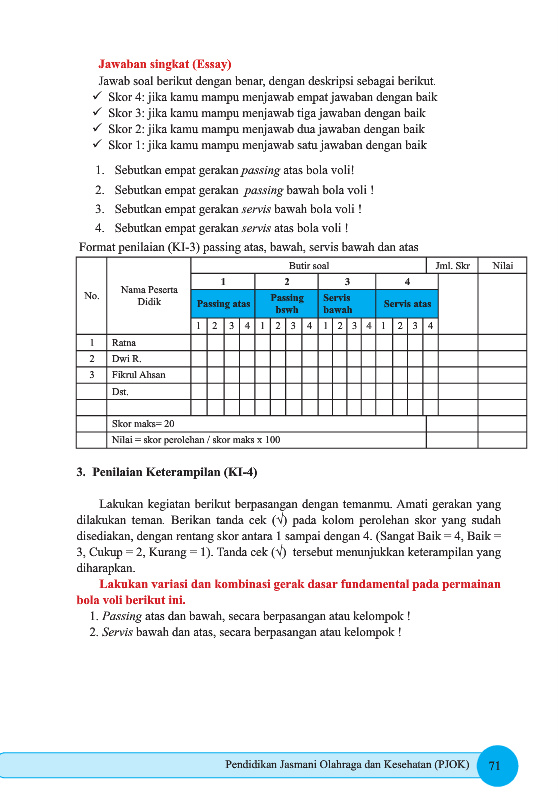 Jawaban singkat (Essay)
Jawab soal berikut dengan benar, dengan deskripsi sebagai berikut.
✓ Skor 4: jika kamu mampu menjawab empat jawaban dengan baik
✓ Skor 3: jika kamu mampu menjawab tiga jawaban dengan baik
✓ Skor 2: jika kamu mampu menjawab dua jawaban dengan baik
✓ Skor 1: jika kamu mampu menjawab satu jawaban dengan baik
1. Sebutkan empat gerakan passing atas bola voli!
2. Sebutkan empat gerakan passing bawah bola voli !
3. Sebutkan empat gerakan servis bawah bola voli !
4. Sebutkan empat gerakan servis atas bola voli !
Format penilaian (KI-3) passing atas, bawah, servis bawah dan atas
No. Nama Peserta Didik Butir soal Jml. Skr Nilai
1 2 3 4
Passing atas Passing bswh Servis bawah Servis atas
1 2 3 4 1 2 3 4 1 2 3 4 1 2 3 4
1 Ratna
2 Dwi R.
3 Fikrul Ahsan
Dst.
Skor maks= 20
Nilai = skor perolehan / skor maks x 100
3. Penilaian Keterampilan (KI-4)
Lakukan kegiatan berikut berpasangan dengan temanmu. Amati gerakan yang
dilakukan teman. Berikan tanda cek (√) pada kolom perolehan skor yang sudah
disediakan, dengan rentang skor antara 1 sampai dengan 4. (Sangat Baik = 4, Baik =
3, Cukup = 2, Kurang = 1). Tanda cek (√) tersebut menunjukkan keterampilan yang
diharapkan.
Lakukan variasi dan kombinasi gerak dasar fundamental pada permainan
bola voli berikut ini.
1. Passing atas dan bawah, secara berpasangan atau kelompok !
2. Servis bawah dan atas, secara berpasangan atau kelompok !
Pendidikan Jasmani Olahraga dan Kesehatan (PJOK) 71